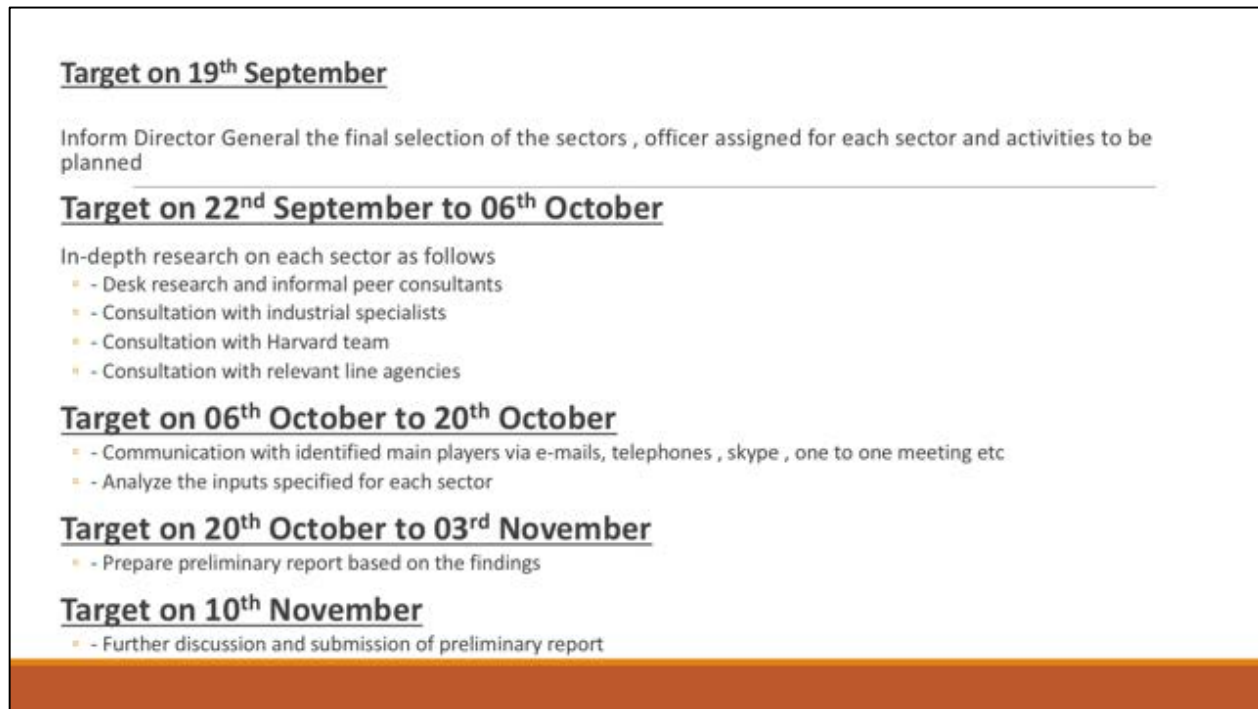 Target on 19th September
Inform Director General the final selection of the sectors , officer assigned for each sector and activities to be
planned
Target on 22nd September to 06th October
In-depth research on each sector as follows
- Desk research and informal peer consultants
- Consultation with industrial specialists
- Consultation with Harvard team
- Consultation with relevant line agencies
Target on 06th October to 20th October
- Communication with identified main players via e-mails, telephones , skype , one to one meeting etc
- Analyze the inputs specified for each sector
Target on 20th October to 03rd November
- Prepare preliminary report based on the findings
Target on 10th November
- Further discussion and submission of preliminary report